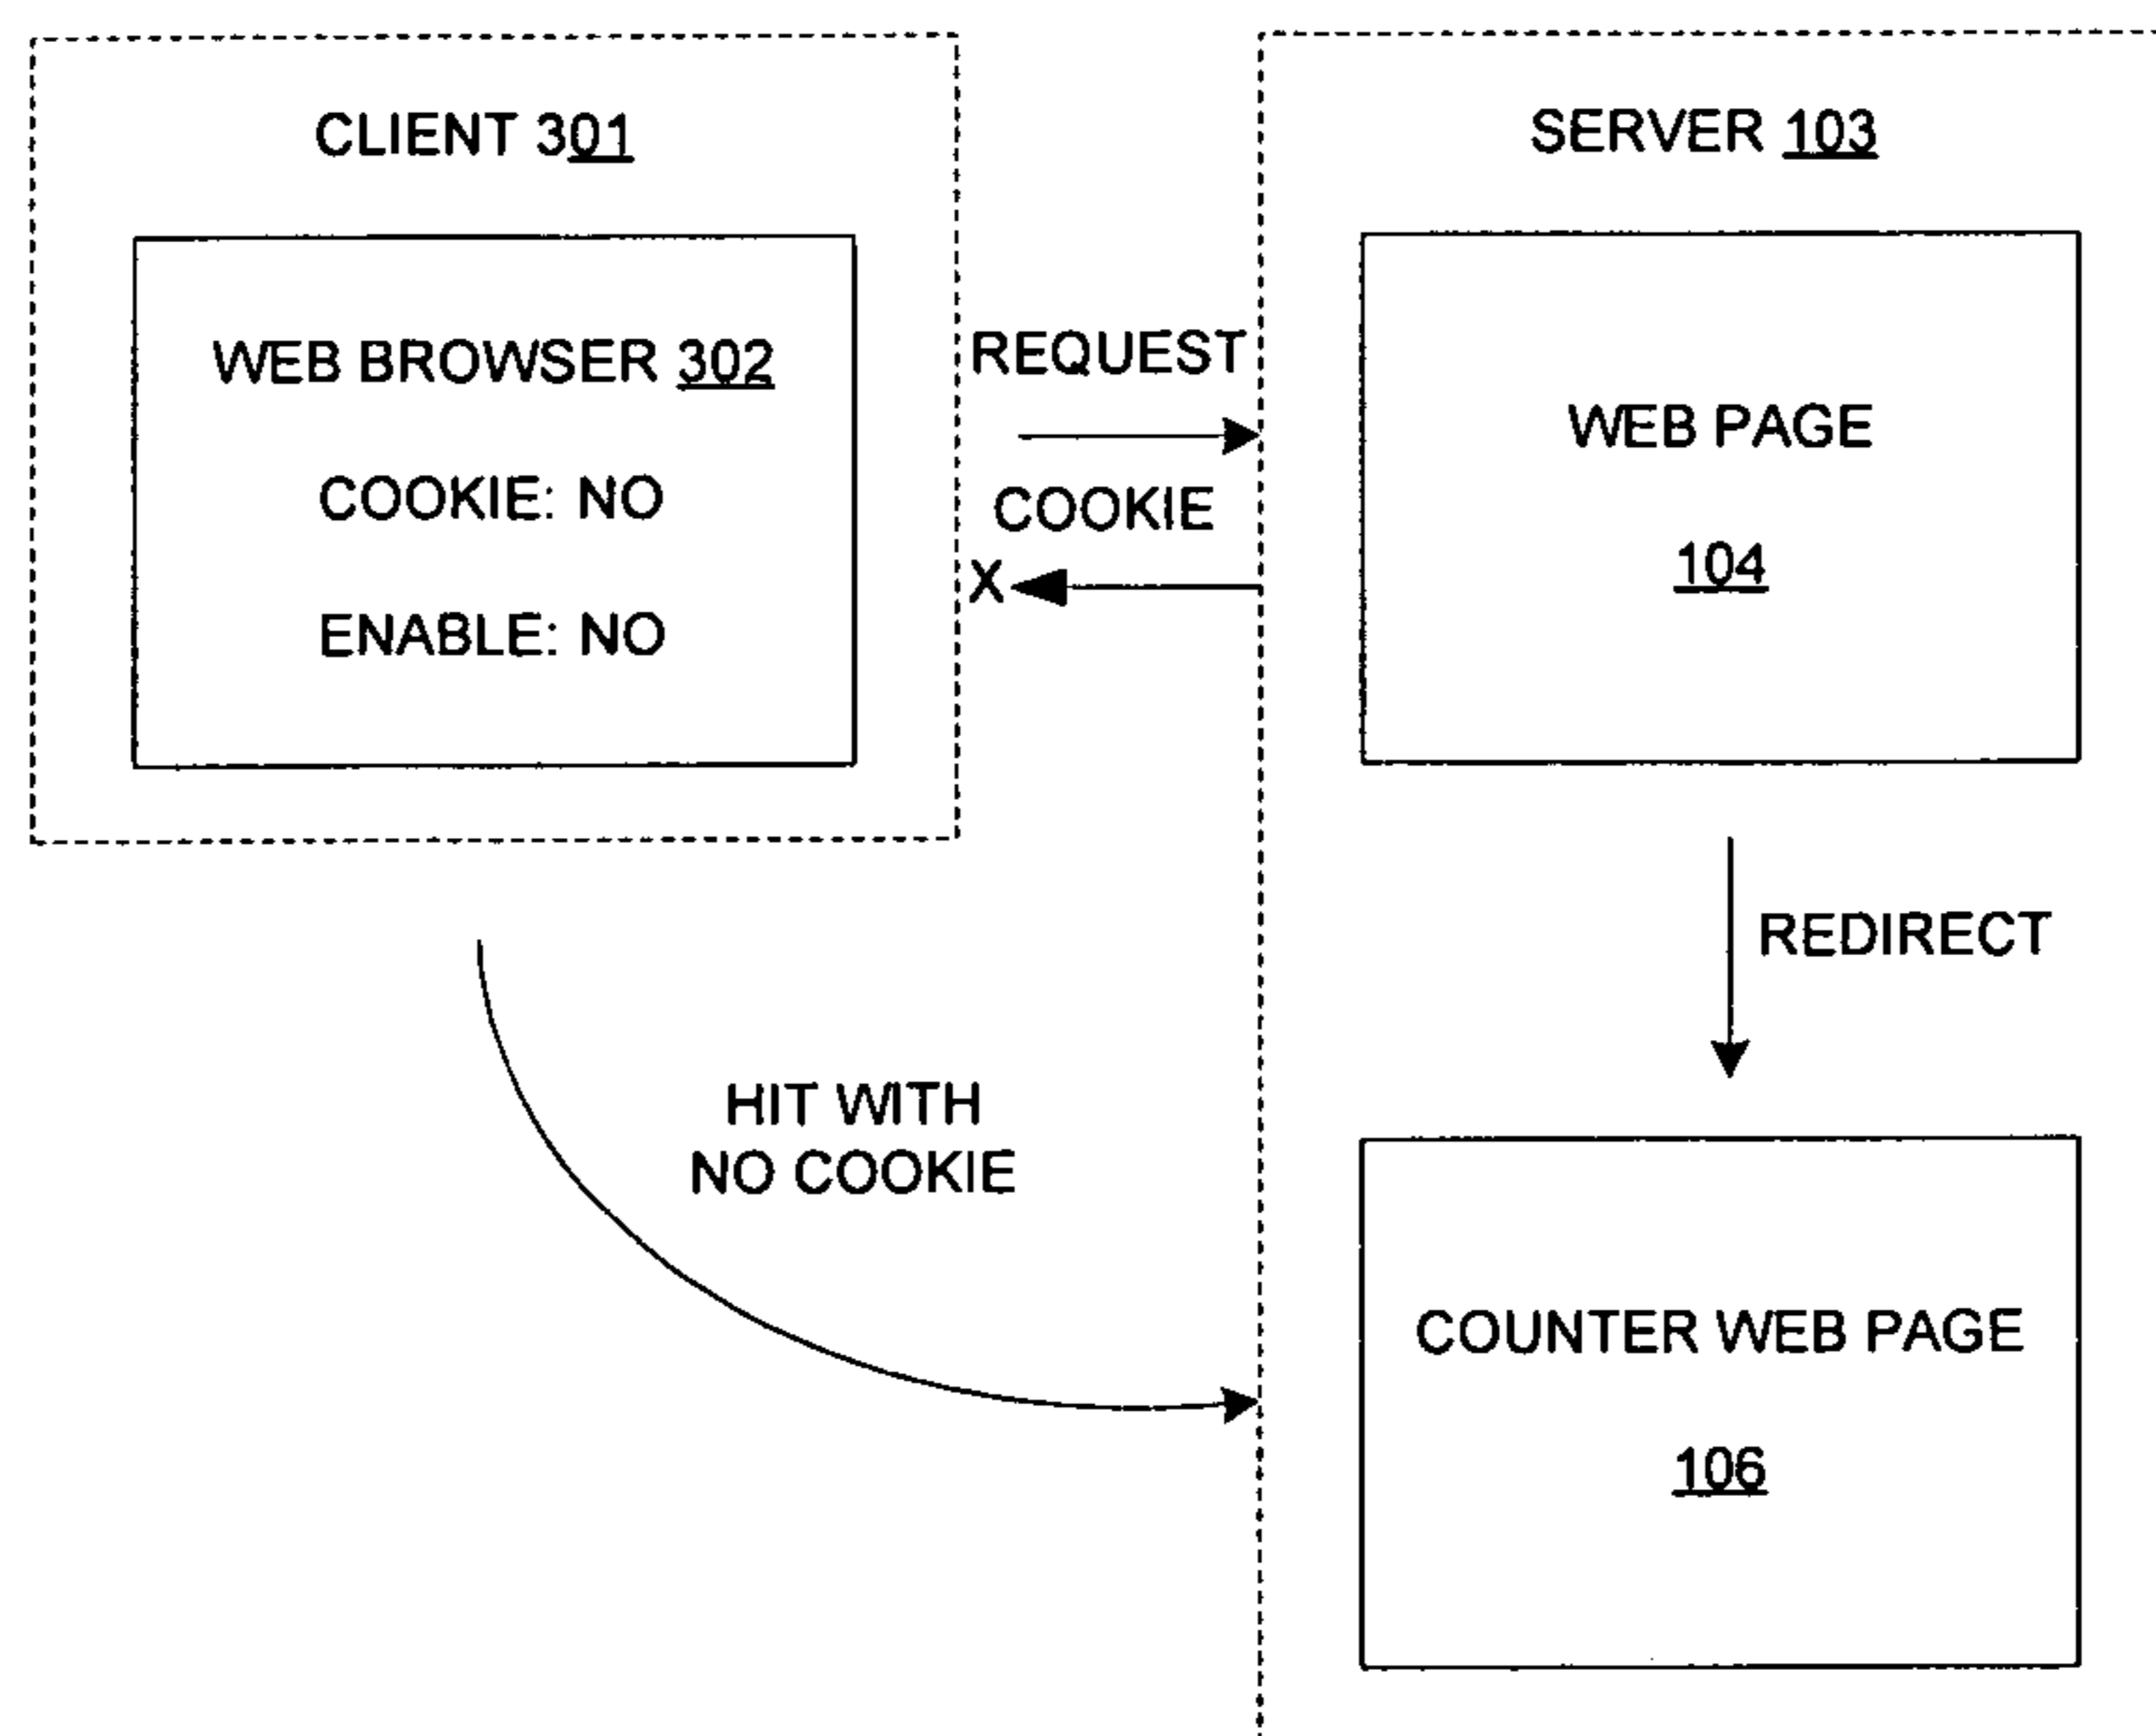 CLIENT 301
SERVER 103
WEB BROWSER 302
COOKIE: NO
ENABLE: NO
REQUEST
COOKIE
X
WEB PAGE
104
REDIRECT
HIT WITH
NO COOKIE
COUNTER WEB PAGE
106